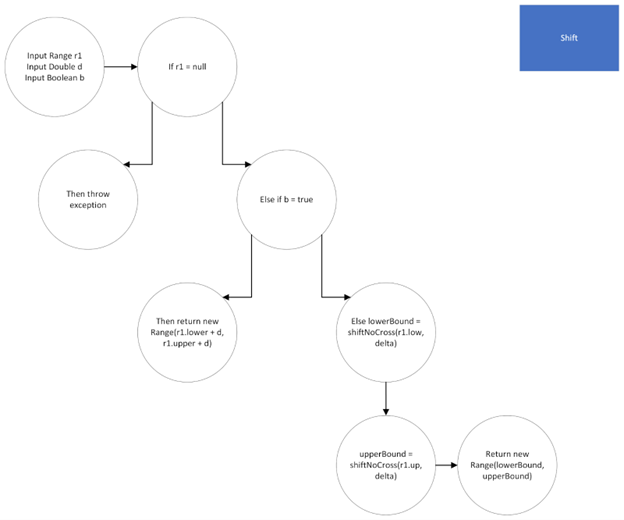 Shift
Input Range r1
Input Double d
Input Boolean b
If r1 = null
Then throw
exception
Else if b = true
Then return new
Range(r1.lower + d,
r1.upper + d)
Else lowerBound =
shiftNoCross(r1.low,
delta)
upperBound =
shiftNoCross(r1.up,
delta)
Return new
Range(lowerBound,
upperBound)